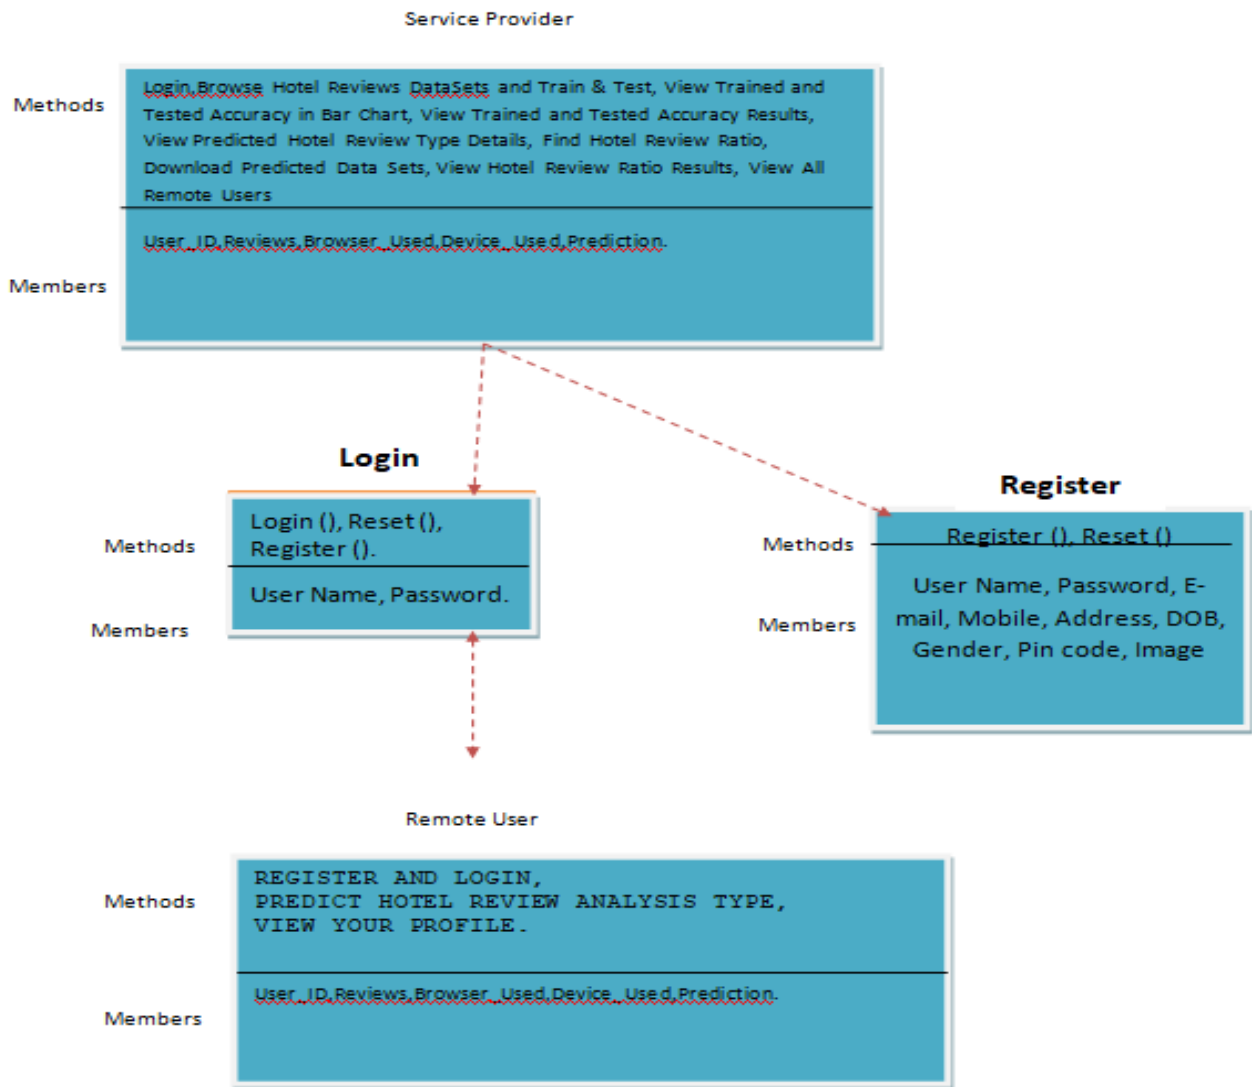 Service Provider
Methods
Login,Browse Hotel Reviews DataSets and Train & Test, View Trained and
Tested Accuracy in Bar Chart, View Trained and Tested Accuracy Results,
View Predicted Hotel Review Type Details, Find Hotel Review Ratio,
Download Predicted Data Sets, View Hotel Review Ratio Results, View All
Remote Users
User_ID,Reviews,Browser_Used,Device_Used,Prediction.
Members
Login
Methods
Login (), Reset (),
Register ().
User Name, Password.
Members
Register
Methods
Register (), Reset ()
Members
User Name, Password, E-
mail, Mobile, Address, DOB,
Gender, Pin code, Image
Remote User
Methods
REGISTER AND LOGIN,
PREDICT HOTEL REVIEW ANALYSIS TYPE,
VIEW YOUR PROFILE.
User_ID,Reviews,Browser_Used,Device_Used,Prediction.
Members